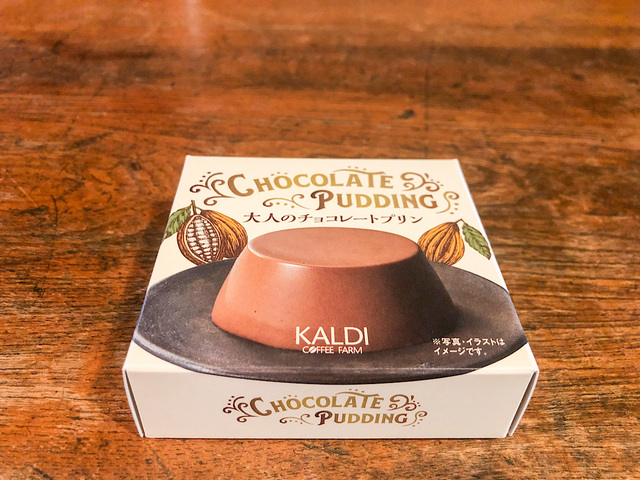 CHOCOLATE
PUDDING
大人のチョコレートプリン
KALDI
COFFEE FARM
※写真・イラストは
イメージです。
CHOCOLATE
PUDDING